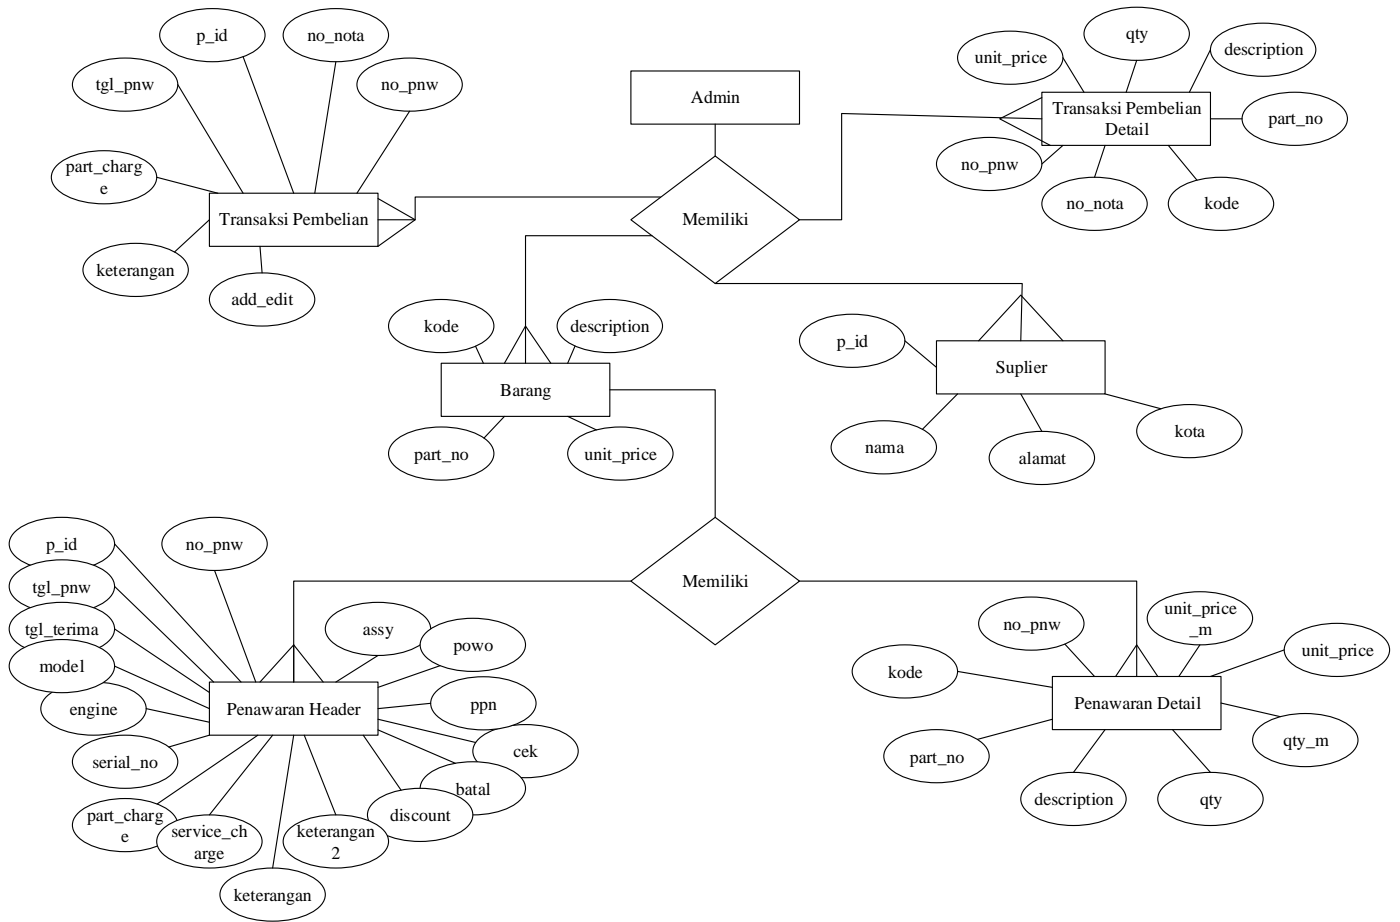 p_id
no_nota
tgl_pnw
no_pnw
part_charg
e
Transaksi Pembelian
keterangan
add_edit
Admin
Memiliki
qty
unit_price
description
Transaksi Pembelian
Detail
part_no
no_pnw
no_nota
kode
kode
description
Barang
part_no
unit_price
p_id
Suplier
nama
alamat
kota
Memiliki
p_id
no_pnw
tgl_pnw
tgl_terima
model
engine
serial_no
part_charg
e
service_ch
arge
keterangan
keterangan
2
discount
batal
cek
ppn
powo
assy
Penawaran Header
no_pnw
unit_price
_m
unit_price
kode
Penawaran Detail
part_no
qty_m
description
qty